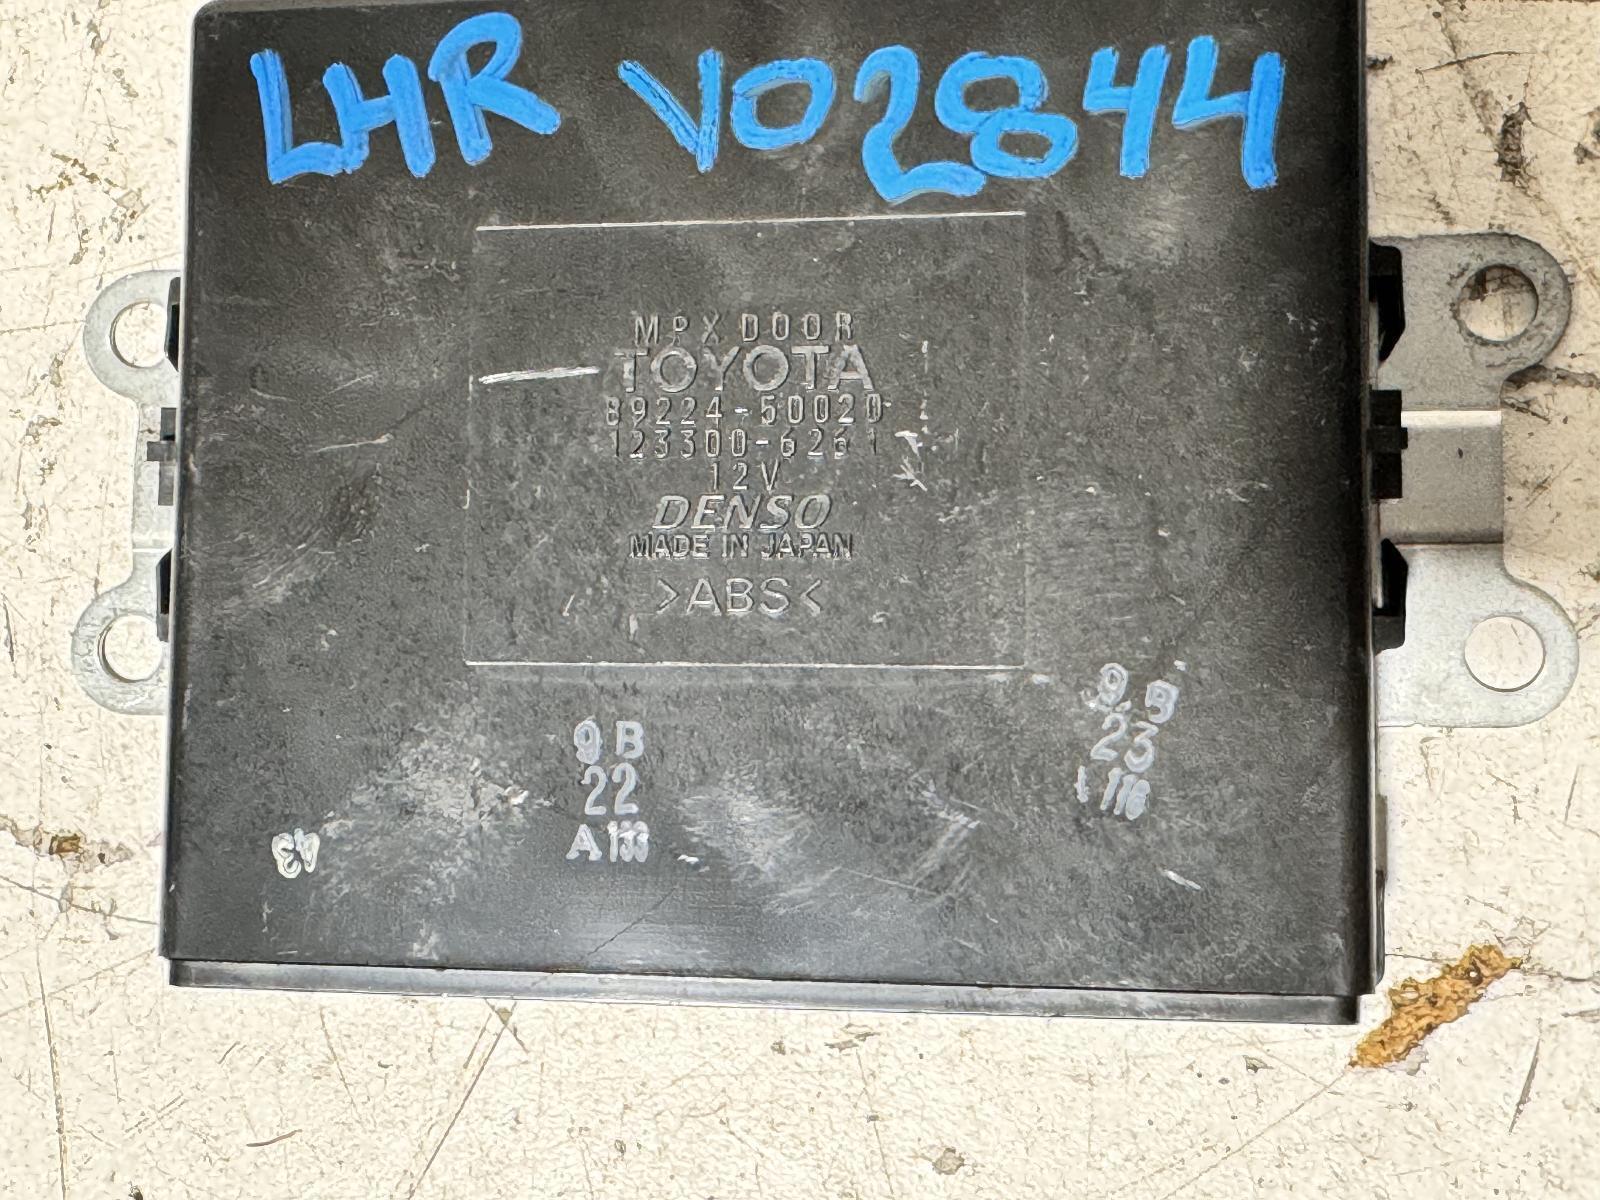 LHR V02844
MPX DOOR
TOYOTA
89224-50020
123300-6261
12V
DENSO
MADE IN JAPAN
>ABS<
9 B
22
A 133
23
116
43